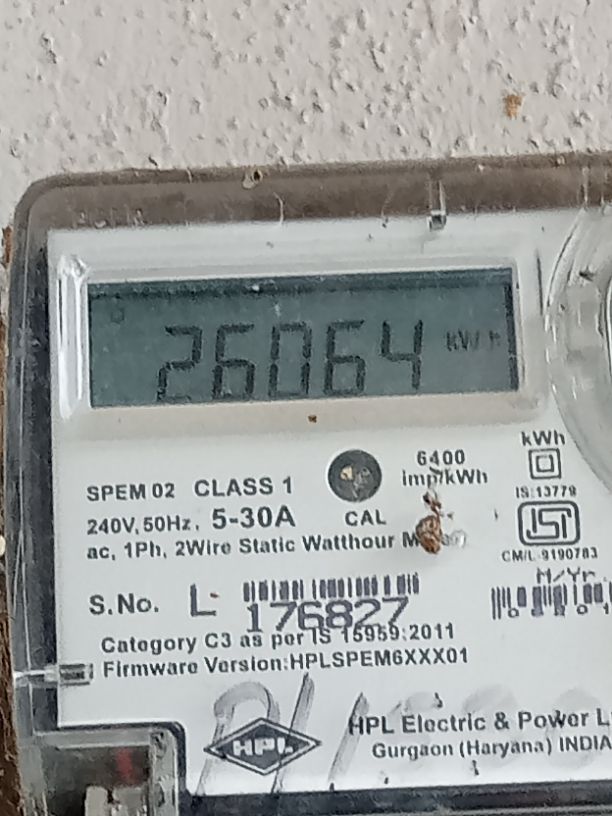 26064 kWh
kWh
6400
imp/kWh
SPEM 02 CLASS 1
IS:13779
240V, 50Hz, 5-30A
CAL
ISI
ac, 1Ph, 2Wire Static Watthour
CM/L-9190783
M/Yr
S.No. L 176827
Category C3 as per IS 15959:2011
Firmware Version:HPLSPEM6XXX01
HPL Electric & Power L
HPL
Gurgaon (Haryana) INDIA